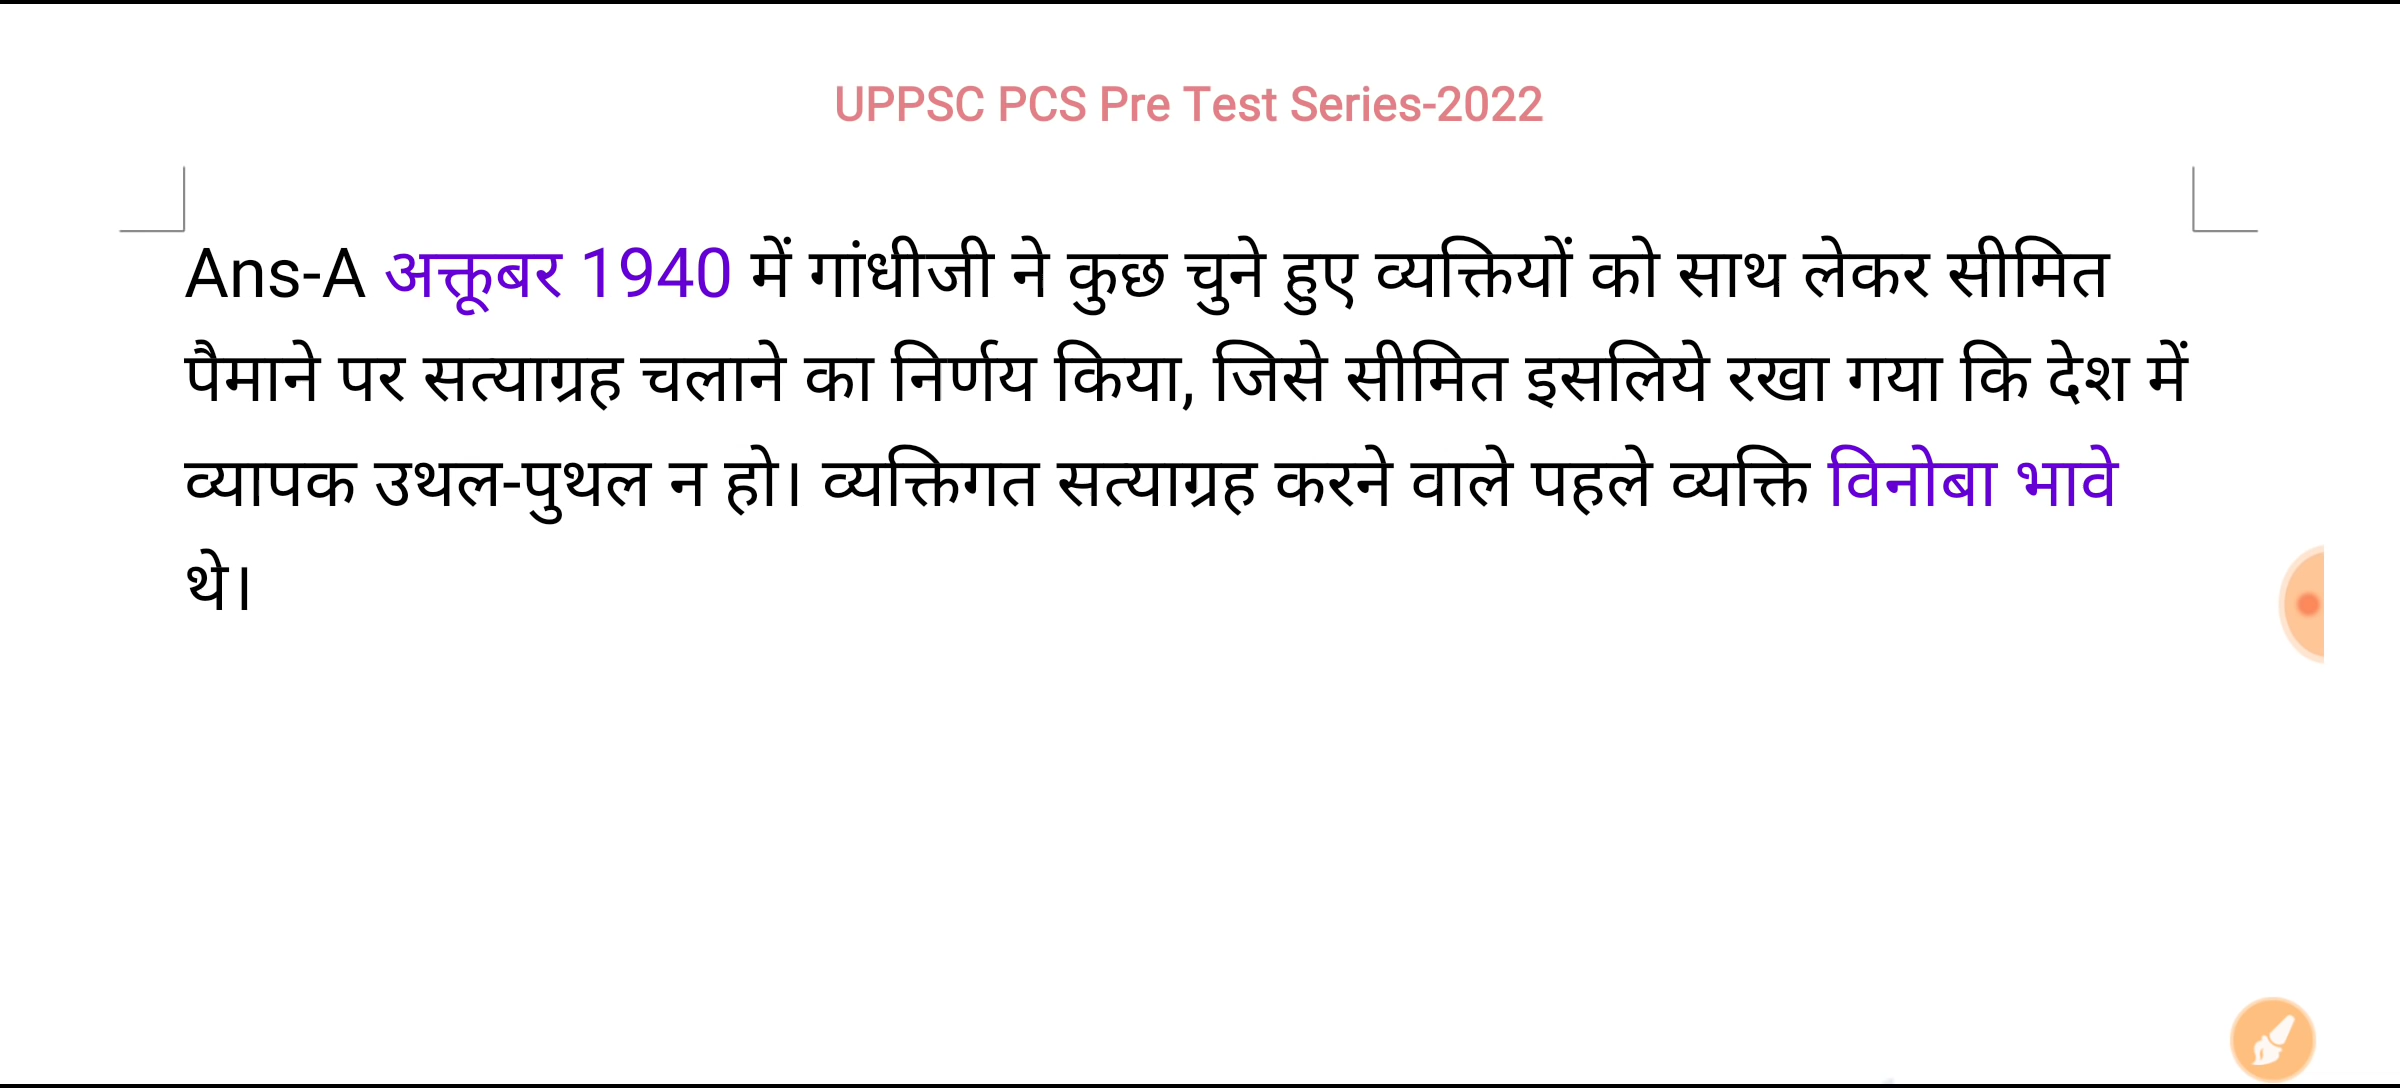 UPPSC PCS Pre Test Series-2022
Ans-A अक्तूबर 1940 में गांधीजी ने कुछ चुने हुए व्यक्तियों को साथ लेकर सीमित
पैमाने पर सत्याग्रह चलाने का निर्णय किया, जिसे सीमित इसलिये रखा गया कि देश में
व्यापक उथल-पुथल न हो। व्यक्तिगत सत्याग्रह करने वाले पहले व्यक्ति विनोबा भावे
थे।